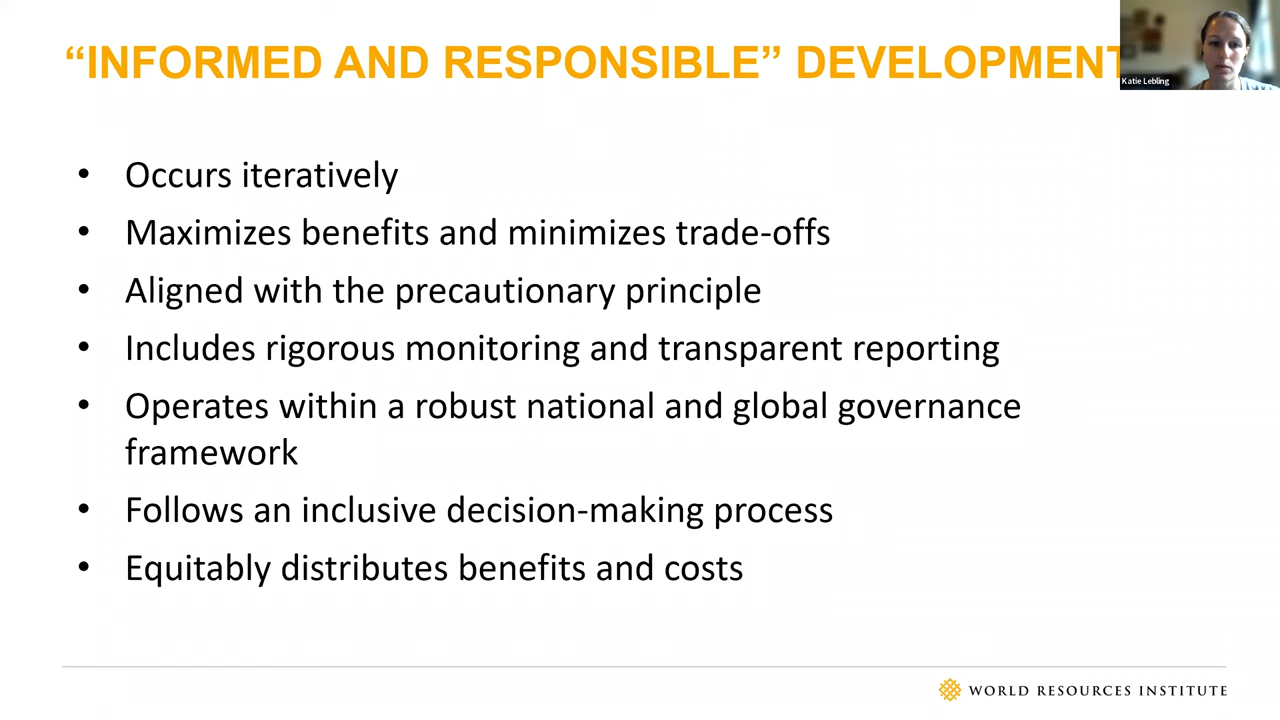 “INFORMED AND RESPONSIBLE” DEVELOPMENT
Katie Lebling
• Occurs iteratively
• Maximizes benefits and minimizes trade-offs
• Aligned with the precautionary principle
• Includes rigorous monitoring and transparent reporting
• Operates within a robust national and global governance
framework
• Follows an inclusive decision-making process
• Equitably distributes benefits and costs
WORLD RESOURCES INSTITUTE